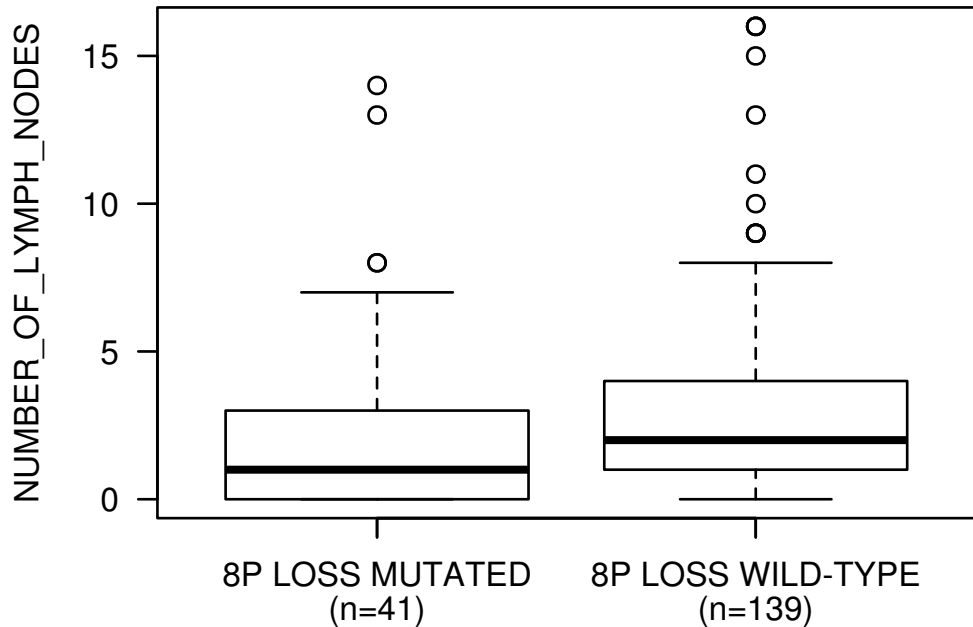 NUMBER_OF_LYMPH_NODES
15
10
5
0
8P LOSS MUTATED
(n=41)
8P LOSS WILD-TYPE
(n=139)